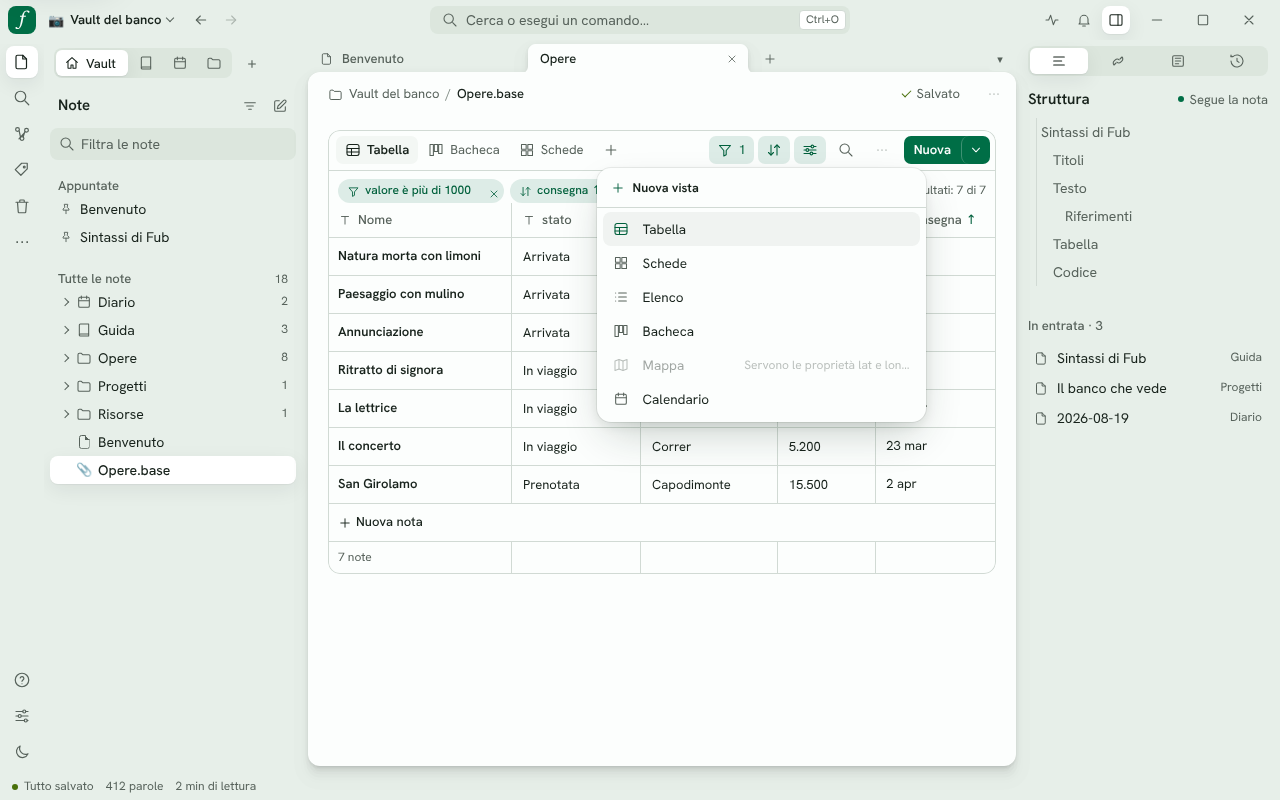 Vault del banco
Cerca o esegui un comando…
Ctrl+O
Vault
Benvenuto
Opere
Note
Filtra le note
Appuntate
Benvenuto
Sintassi di Fub
Tutte le note 18
Diario 2
Guida 3
Opere 8
Progetti 1
Risorse 1
Benvenuto
Opere.base
Vault del banco / Opere.base
Salvato
Tabella
Bacheca
Schede
1
Nuova
valore è più di 1000
consegna
7 di 7
Nome
stato
Natura morta con limoni Arrivata
Paesaggio con mulino Arrivata
Annunciazione Arrivata
Ritratto di signora In viaggio
La lettrice In viaggio
Il concerto In viaggio Correr 5.200 23 mar
San Girolamo Prenotata Capodimonte 15.500 2 apr
Nuova nota
7 note
Nuova vista
Tabella
Schede
Elenco
Bacheca
Mappa Servono le proprietà lat e lon…
Calendario
Struttura
Segue la nota
Sintassi di Fub
Titoli
Testo
Riferimenti
Tabella
Codice
In entrata · 3
Sintassi di Fub Guida
Il banco che vede Progetti
2026-08-19 Diario
Tutto salvato 412 parole 2 min di lettura